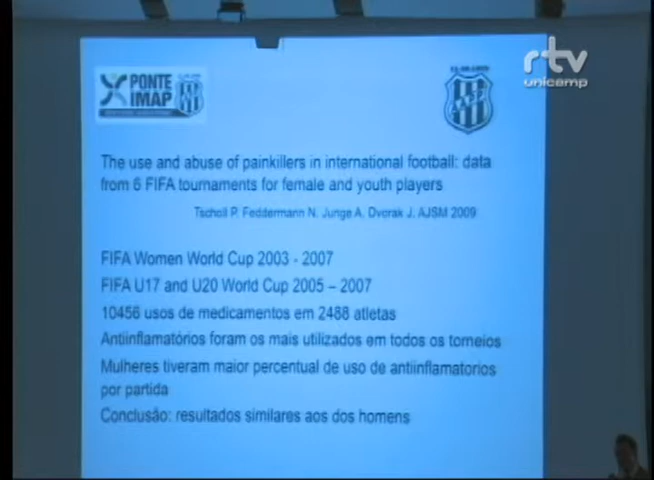 rtv
unicamp
PONTE
IMAP
The use and abuse of painkillers in international football: data
from 6 FIFA tournaments for female and youth players
Tscholl P. Feddermann N. Junge A. Dvorak J. AJSM 2009
FIFA Women World Cup 2003 - 2007
FIFA U17 and U20 World Cup 2005 – 2007
10456 usos de medicamentos em 2488 atletas
Antiinflamatórios foram os mais utilizados em todos os torneios
Mulheres tiveram maior percentual de uso de antiinflamatorios
por partida
Conclusão: resultados similares aos dos homens